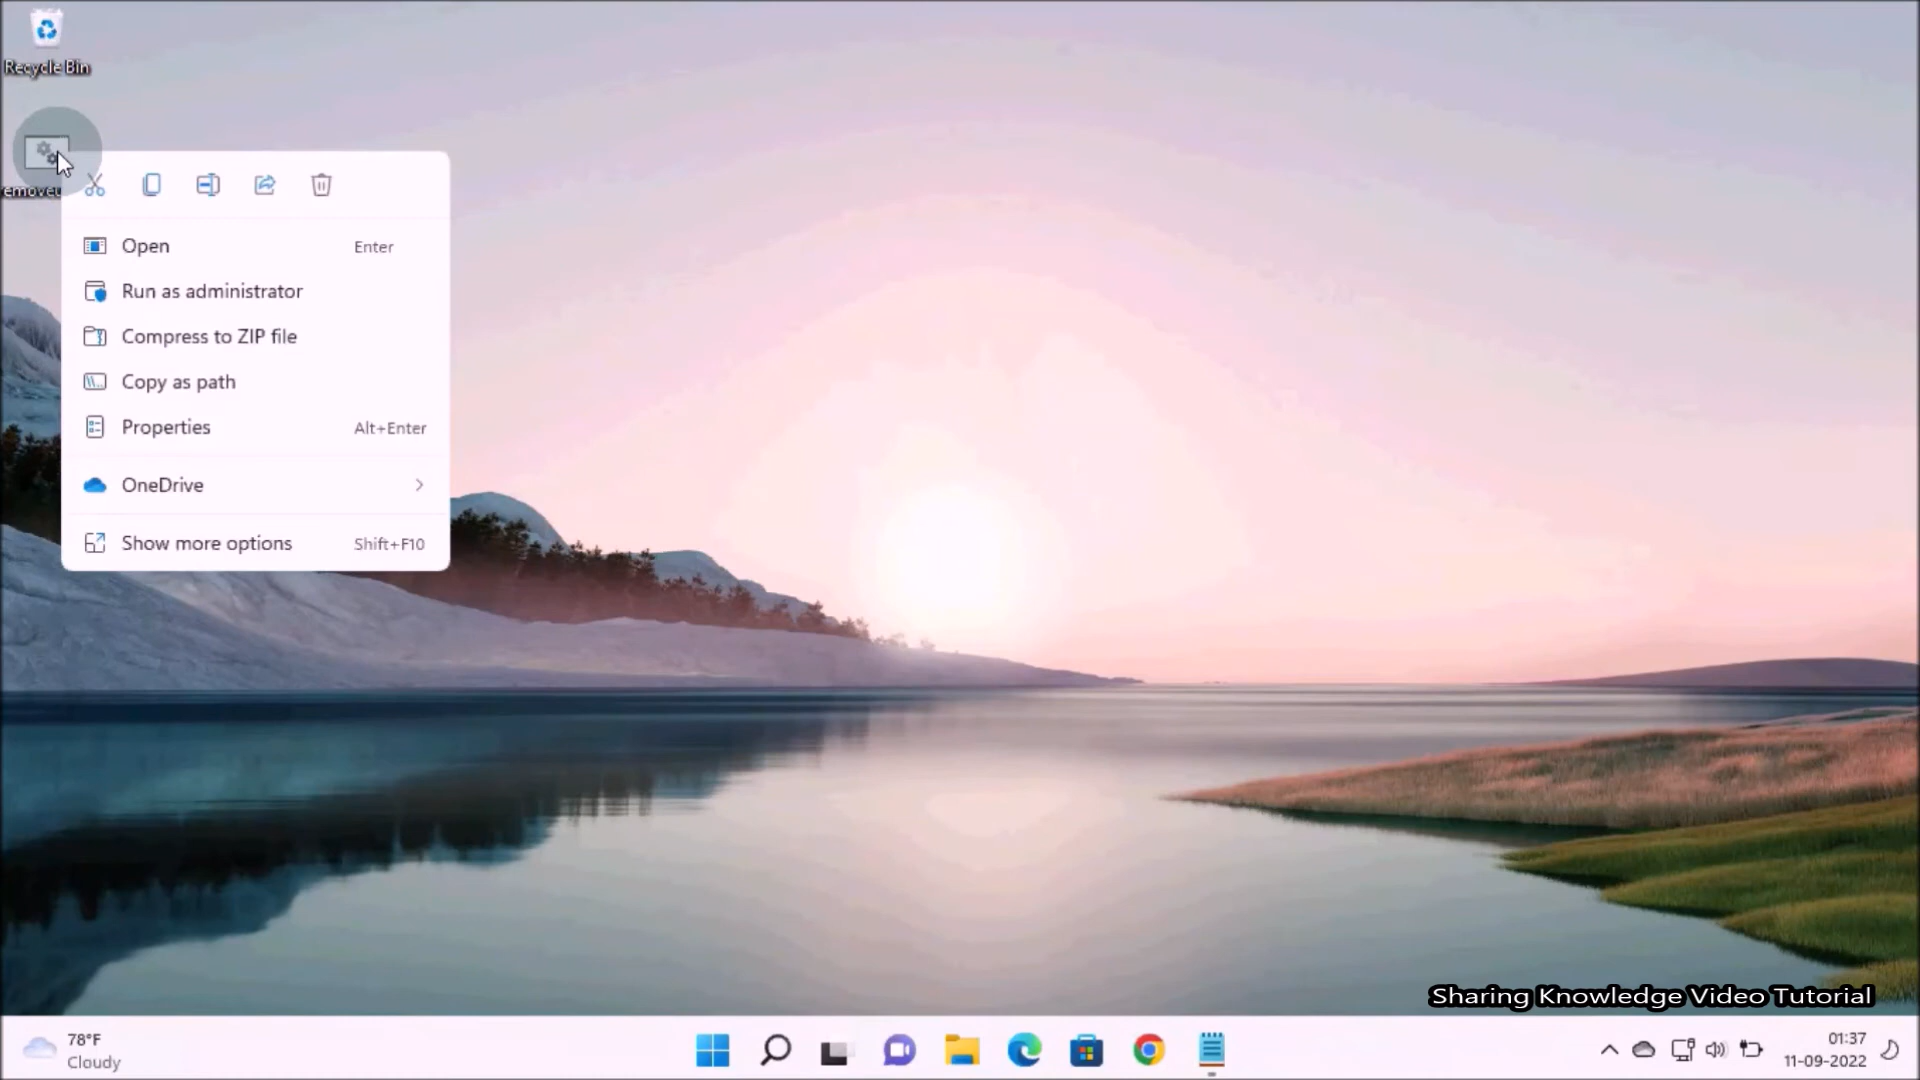 Recycle Bin
Open Enter
Run as administrator
Compress to ZIP file
Copy as path
Properties Alt+Enter
OneDrive
Show more options Shift+F10
Sharing Knowledge Video Tutorial
78°F
Cloudy
01:37
11-09-2022